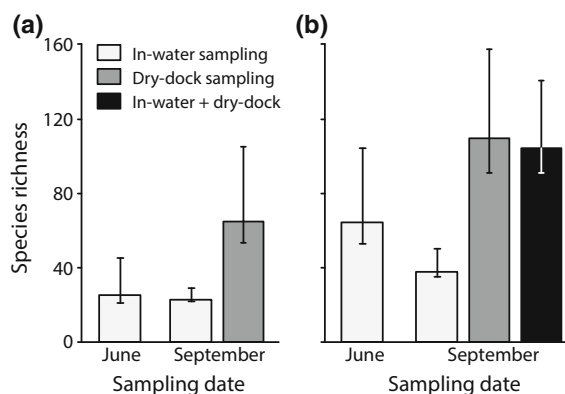 (a)
(b)
160
In-water sampling
Dry-dock sampling
In-water + dry-dock
120
80
40
0
Species richness
June
September
June
September
Sampling date
Sampling date